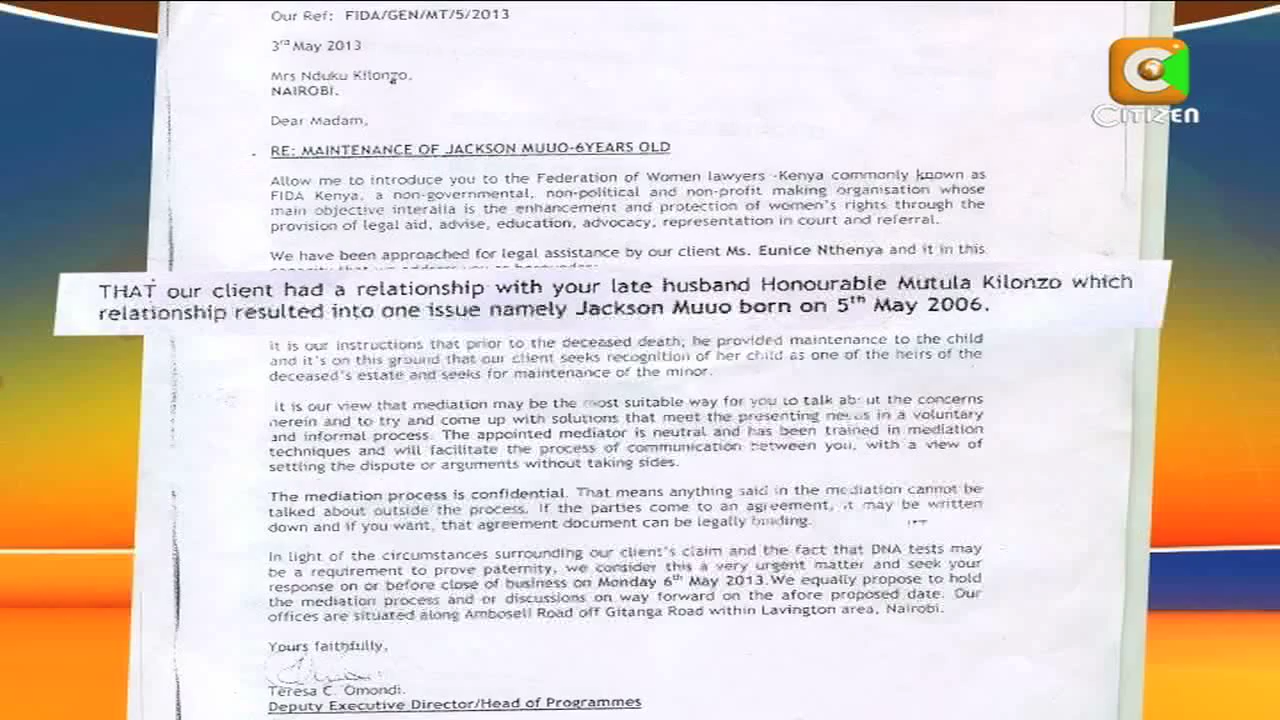 Our Ref: FIDA/GEN/MT/5/2013
3rd May 2013
Mrs Nduku Kilonzo,
NAIROBI.
Dear Madam,
RE: MAINTENANCE OF JACKSON MUUO-6YEARS OLD
Allow me to introduce you to the Federation of Women lawyers -Kenya commonly known as
FIDA Kenya, a non-governmental, non-political and non-profit making organisation whose
main objective interalia is the enhancement and protection of women's rights through the
provision of legal aid, advise, education, advocacy, representation in court and referral.
We have been approached for legal assistance by our client Ms. Eunice Nthenya and it in this
THAT our client had a relationship with your late husband Honourable Mutula Kilonzo which
relationship resulted into one issue namely Jackson Muuo born on 5th May 2006.
It is our instructions that prior to the deceased death; he provided maintenance to the child
and it's on this ground that our client seeks recognition of her child as one of the heirs of the
deceased's estate and seeks for maintenance of the minor.
It is our view that mediation may be the most suitable way for you to talk about the concerns
herein and to try and come up with solutions that meet the presenting needs in a voluntary
and informal process. The appointed mediator is neutral and has been trained in mediation
techniques and will facilitate the process of communication between you, with a view of
settling the dispute or arguments without taking sides.
The mediation process is confidential. That means anything said in the mediation cannot be
talked about outside the process. If the parties come to an agreement, it may be written
down and if you want, that agreement document can be legally binding.
In light of the circumstances surrounding our client's claim and the fact that DNA tests may
be a requirement to prove paternity, we consider this a very urgent matter and seek your
response on or before close of business on Monday 6th May 2013.We equally propose to hold
the mediation process and or discussions on way forward on the afore proposed date. Our
offices are situated along Amboseli Road off Gitanga Road within Lavington area, Nairobi.
Yours faithfully,
Teresa C. Omondi.
Deputy Executive Director/Head of Programmes
CITIZEN